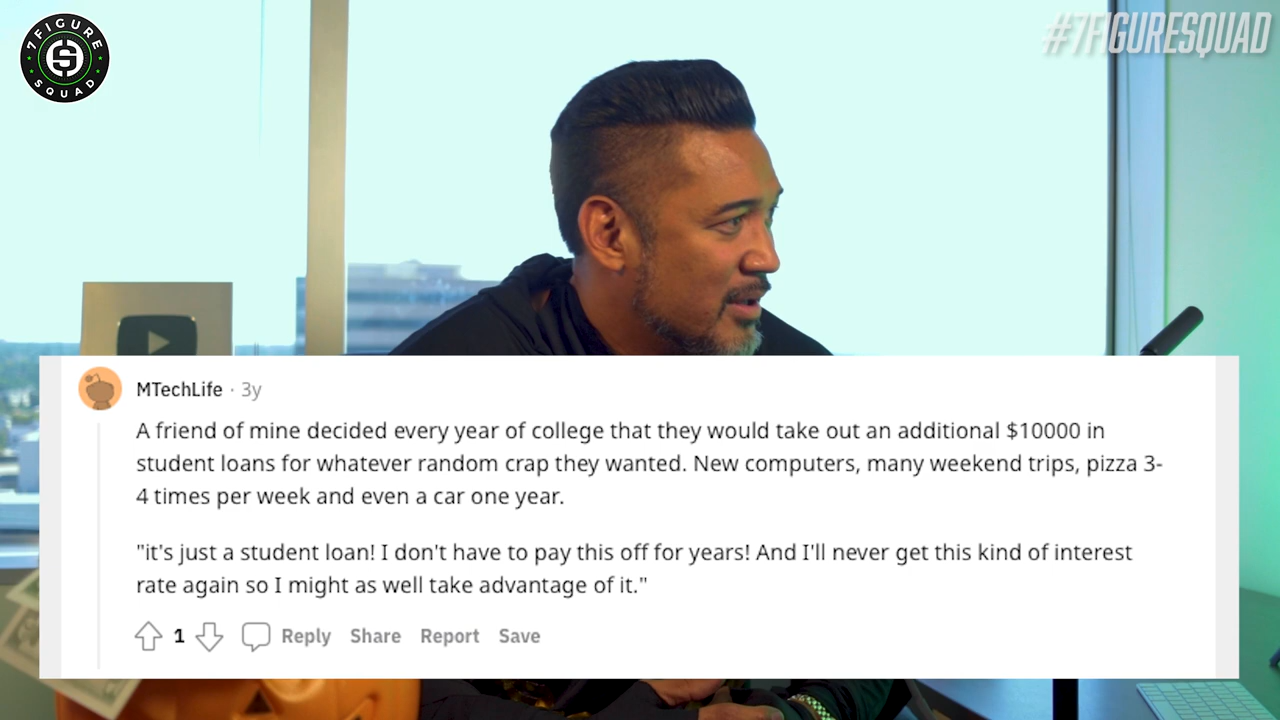 7 FIGURE
SQUAD
#7FIGURESQUAD
MTechLife · 3y
A friend of mine decided every year of college that they would take out an additional $10000 in
student loans for whatever random crap they wanted. New computers, many weekend trips, pizza 3-
4 times per week and even a car one year.
"it's just a student loan! I don't have to pay this off for years! And I'll never get this kind of interest
rate again so I might as well take advantage of it."
1 Reply Share Report Save